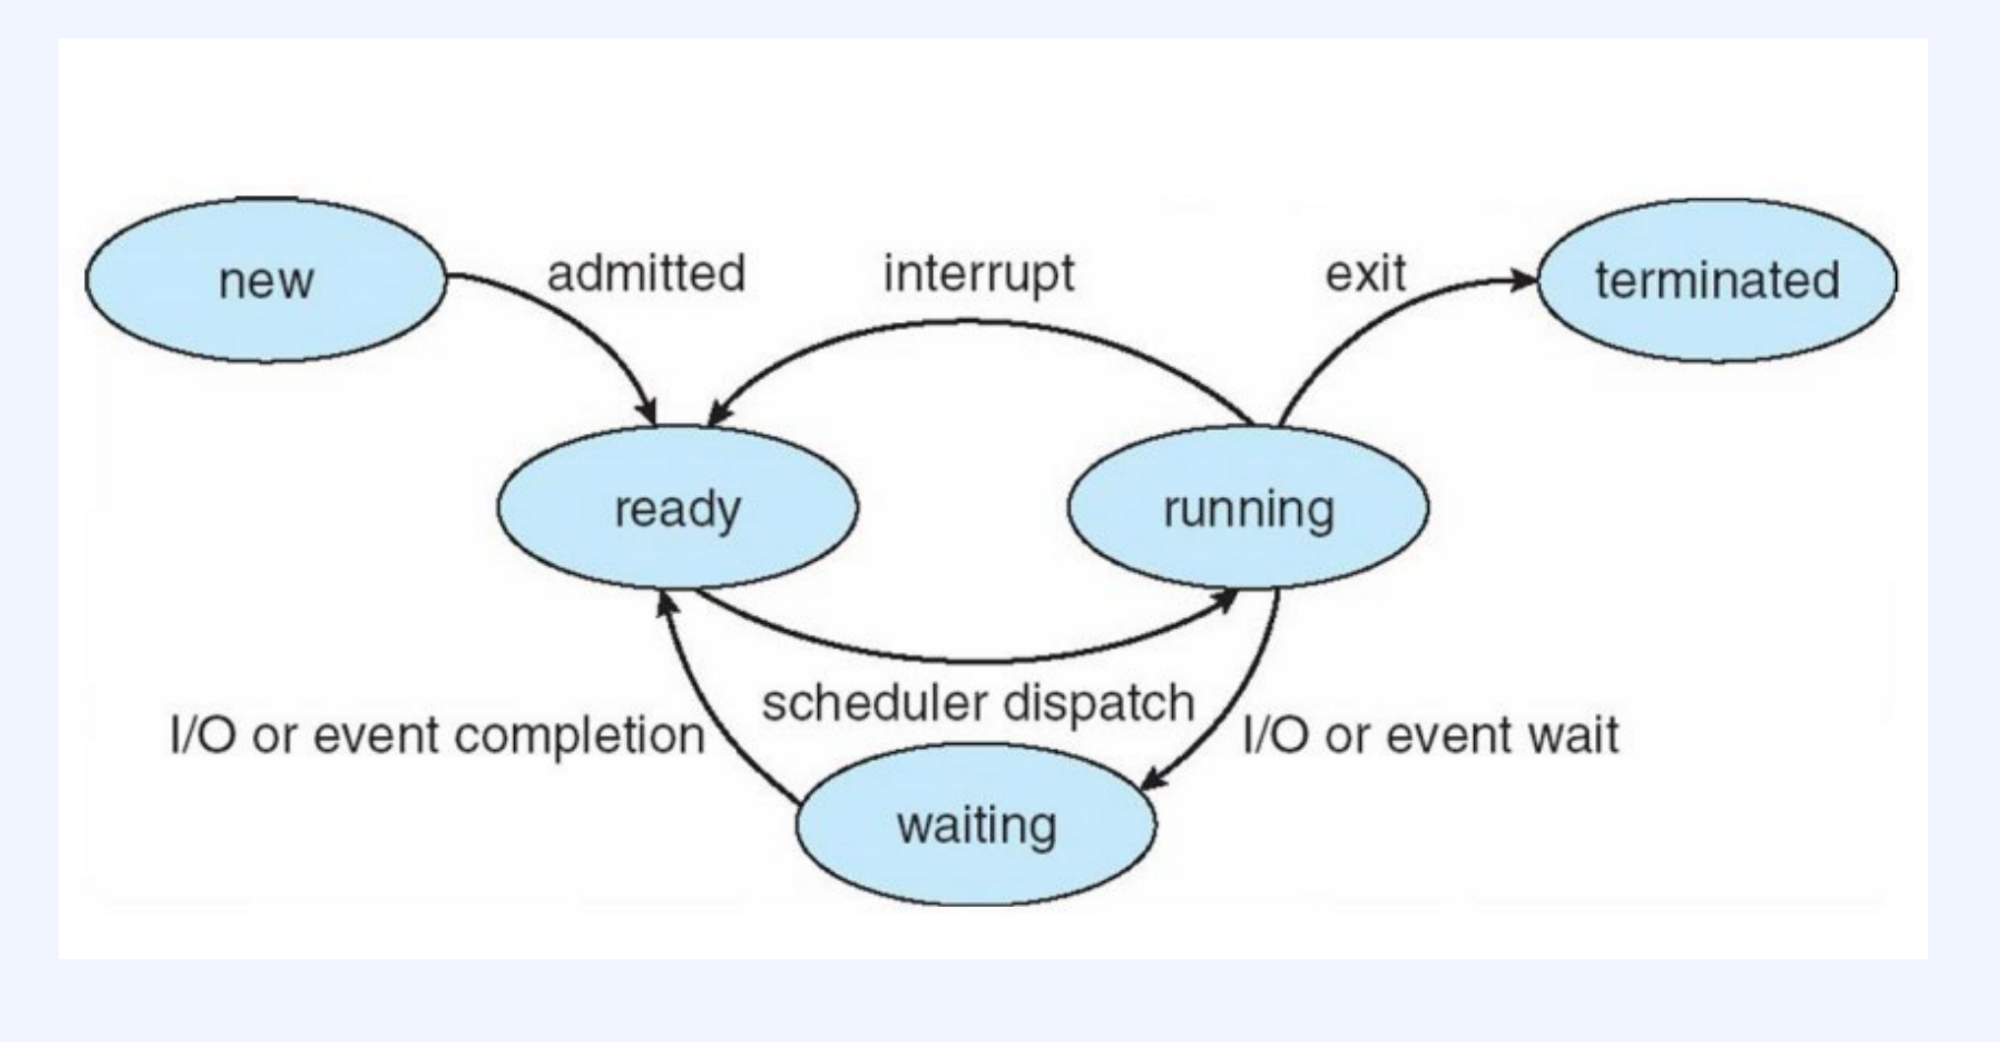 new
admitted
interrupt
exit
terminated
ready
running
scheduler dispatch
I/O or event completion
I/O or event wait
waiting